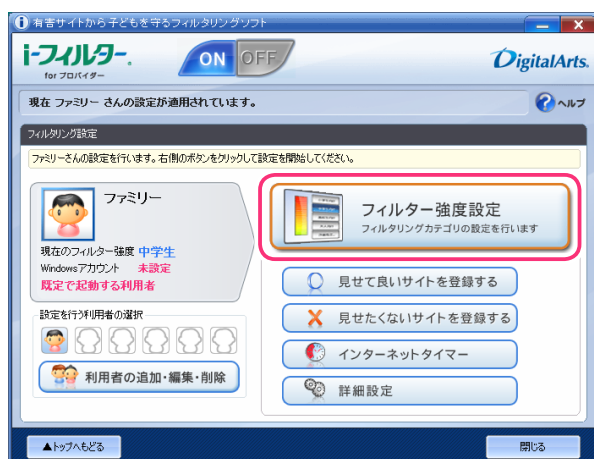 有害サイトから子どもを守るフィルタリングソフト
i-フィルター.
for プロバイダー
ON OFF
DigitalArts.
現在 ファミリー さんの設定が適用されています。
ヘルプ
フィルタリング設定
ファミリーさんの設定を行います。右側のボタンをクリックして設定を開始してください。
ファミリー
現在のフィルター強度 中学生
Windowsアカウント 未設定
既定で起動する利用者
設定を行う利用者の選択
利用者の追加・編集・削除
フィルター強度設定
フィルタリングカテゴリの設定を行います
見せて良いサイトを登録する
見せたくないサイトを登録する
インターネットタイマー
詳細設定
▲トップへもどる
閉じる